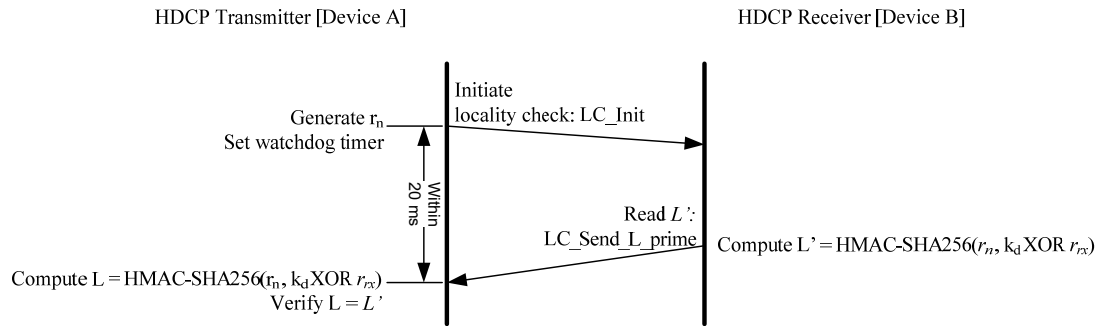 HDCP Transmitter [Device A]
HDCP Receiver [Device B]
Initiate
locality check: LC_Init
Generate rn
Set watchdog timer
Within
20 ms
Read L’:
LC_Send_L_prime
Compute L’ = HMAC-SHA256(rn, kd XOR rrx)
Compute L = HMAC-SHA256(rn, kd XOR rrx)
Verify L = L’